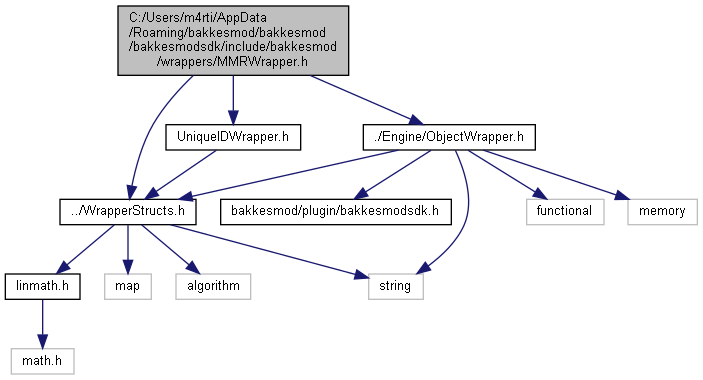 C:/Users/m4rti/AppData
/Roaming/bakkesmod/bakkesmod
/bakkesmodsdk/include/bakkesmod
/wrappers/MMRWrapper.h
UniqueIDWrapper.h
./Engine/ObjectWrapper.h
../WrapperStructs.h
bakkesmod/plugin/bakkesmodsdk.h
functional
memory
linmath.h
map
algorithm
string
math.h